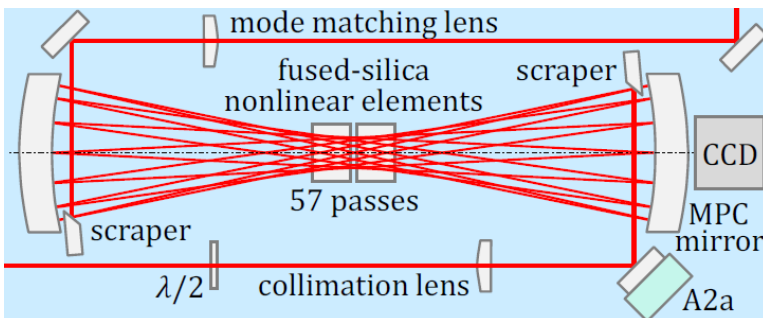 mode matching lens
fused-silica
nonlinear elements
scraper
CCD
57 passes
MPC
mirror
scraper
λ/2
collimation lens
A2a